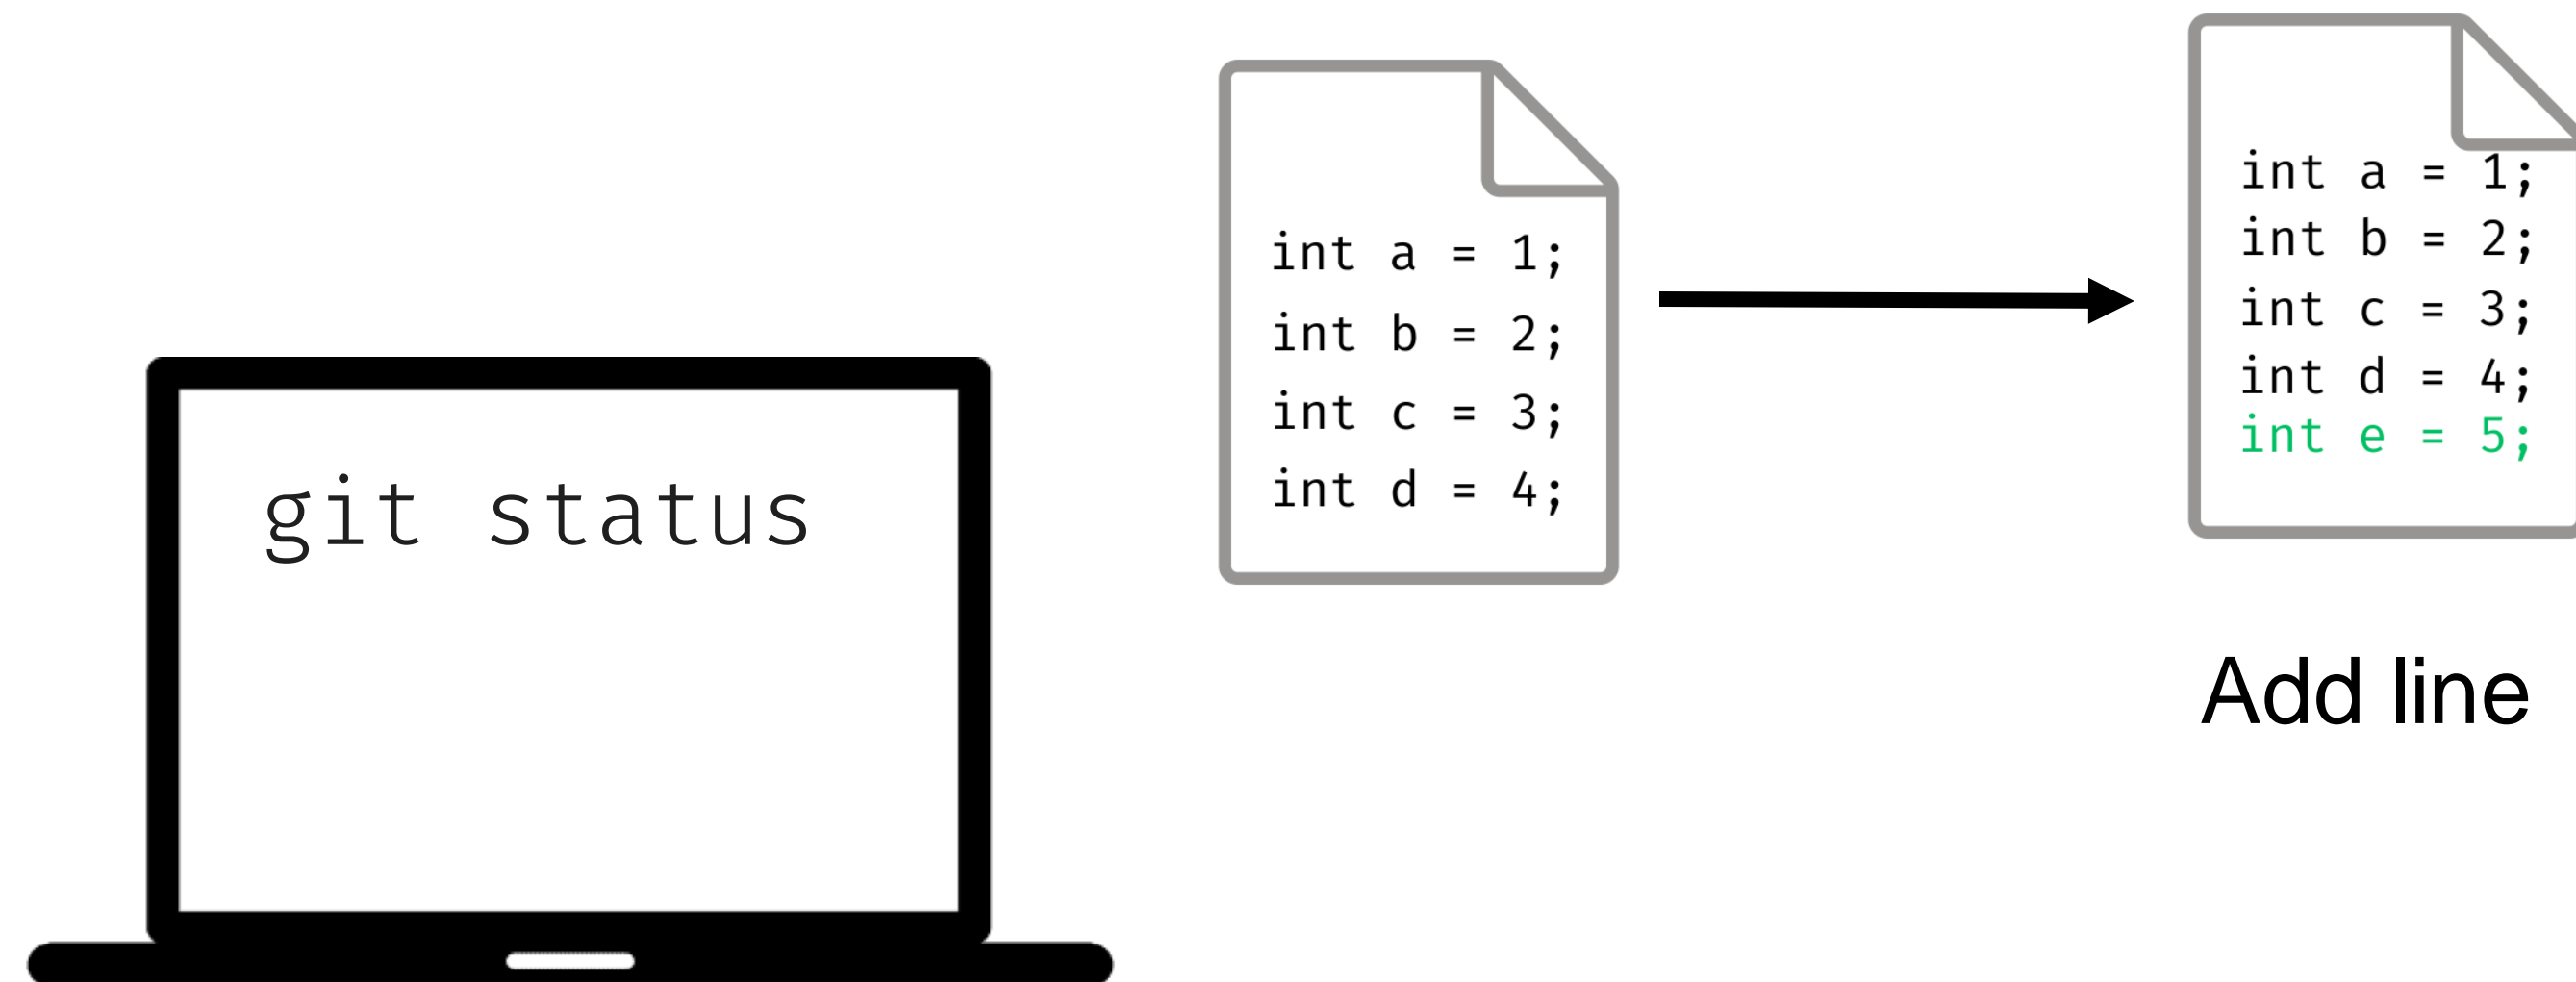 git status
int a = 1;
int b = 2;
int c = 3;
int d = 4;
int a = 1;
int b = 2;
int c = 3;
int d = 4;
int e = 5;
Add line